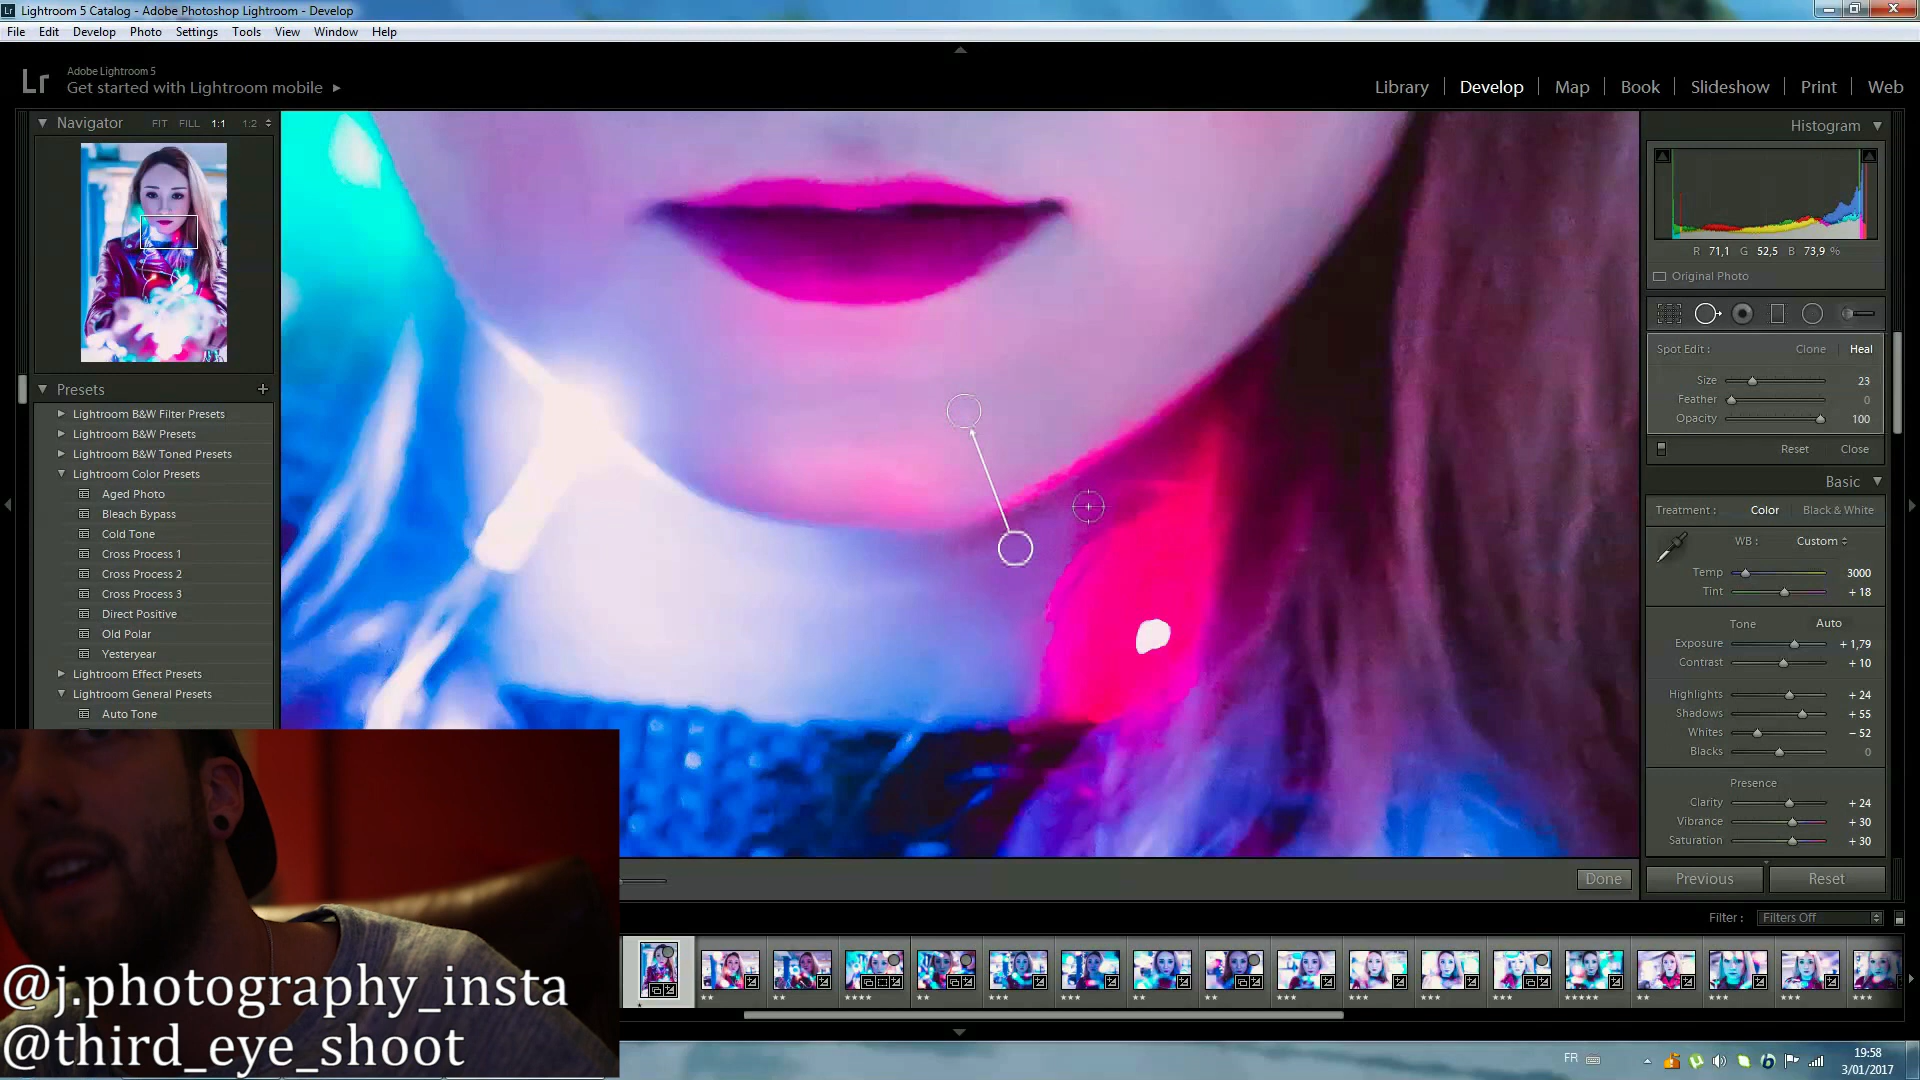 Lightroom 5 Catalog - Adobe Photoshop Lightroom - Develop
File Edit Develop Photo Settings Tools View Window Help
Lr
Adobe Lightroom 5
Get started with Lightroom mobile
Library Develop Map Book Slideshow Print Web
Navigator FIT FILL 1:1 1:2
Presets +
Lightroom B&W Filter Presets
Lightroom B&W Presets
Lightroom B&W Toned Presets
Lightroom Color Presets
Aged Photo
Bleach Bypass
Cold Tone
Cross Process 1
Cross Process 2
Cross Process 3
Direct Positive
Old Polar
Yesteryear
Lightroom Effect Presets
Lightroom General Presets
Auto Tone
Histogram
R 71,1 G 52,5 B 73,9 %
Original Photo
Spot Edit : Clone Heal
Size 23
Feather 0
Opacity 100
Reset Close
Basic
Treatment : Color Black & White
WB : Custom
Temp 3000
Tint + 18
Tone Auto
Exposure + 1,79
Contrast + 10
Highlights + 24
Shadows + 55
Whites - 52
Blacks 0
Presence
Clarity + 24
Vibrance + 30
Saturation + 30
Done
Previous Reset
Filter : Filters Off
@j.photography_insta
@third_eye_shoot
FR
19:58
3/01/2017